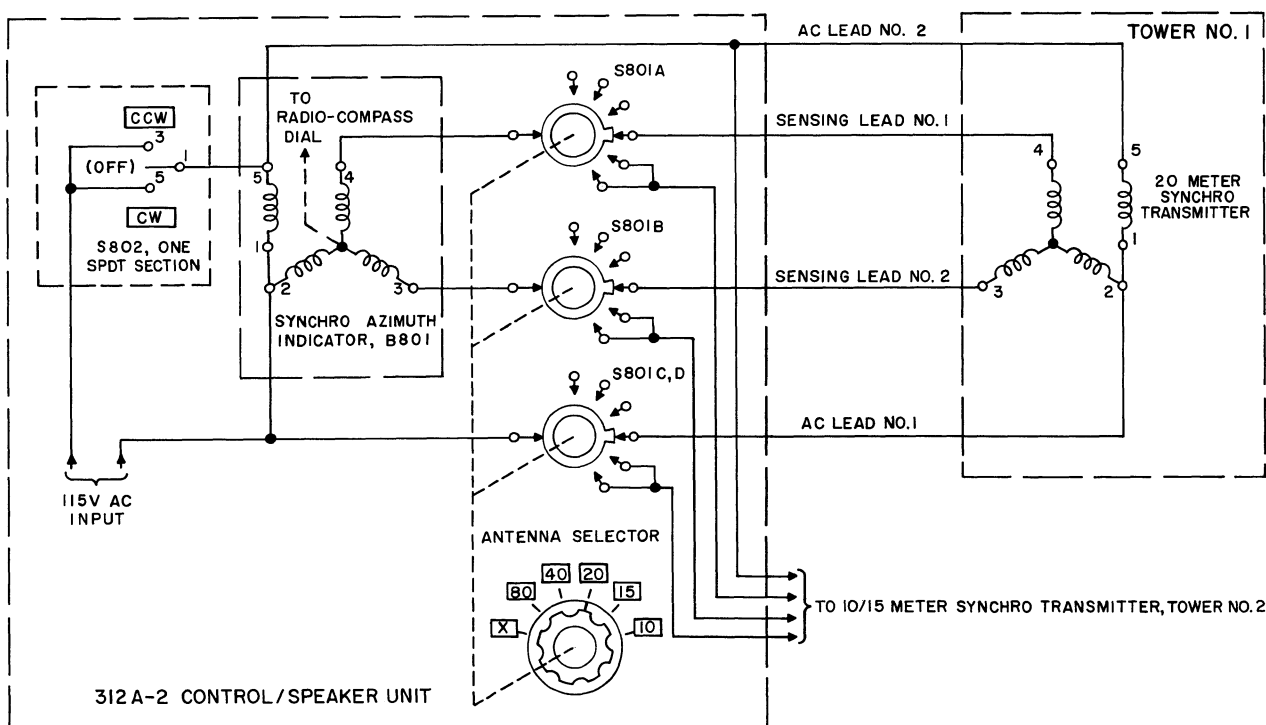 AC LEAD NO. 2
TOWER NO. 1
CCW
3
(OFF)
1
5
CW
S802, ONE
SPDT SECTION
TO
RADIO-COMPASS
DIAL
5
4
1
2
3
SYNCHRO AZIMUTH
INDICATOR, B801
S801A
SENSING LEAD NO. 1
S801B
SENSING LEAD NO. 2
S801C, D
AC LEAD NO. 1
4
5
20 METER
SYNCHRO
TRANSMITTER
1
3
2
115V AC
INPUT
ANTENNA SELECTOR
X
80
40
20
15
10
TO 10/15 METER SYNCHRO TRANSMITTER, TOWER NO. 2
312A-2 CONTROL/SPEAKER UNIT